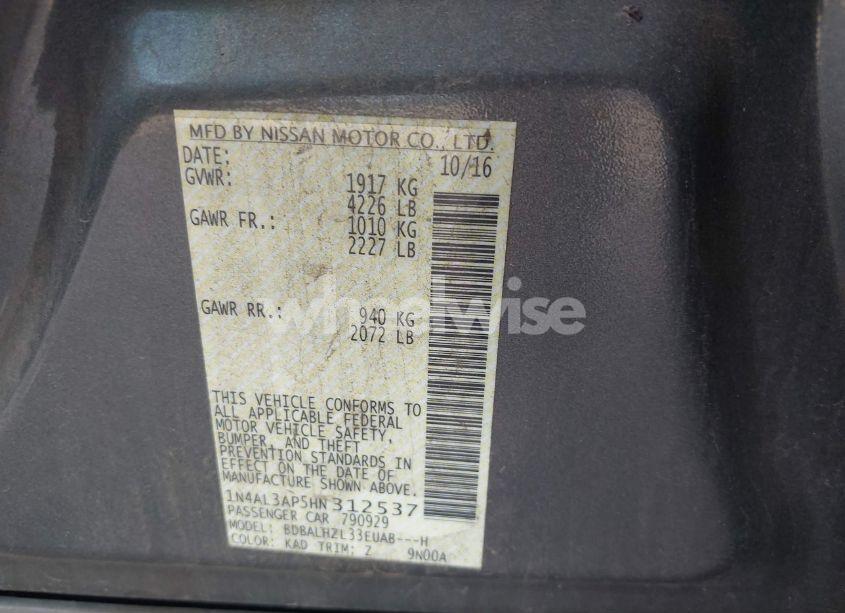 MFD BY NISSAN MOTOR CO., LTD.
DATE: 10/16
GVWR: 1917 KG
4226 LB
GAWR FR.: 1010 KG
2227 LB
GAWR RR.: 940 KG
2072 LB
wheelwise
THIS VEHICLE CONFORMS TO
ALL APPLICABLE FEDERAL
MOTOR VEHICLE SAFETY,
BUMPER, AND THEFT
PREVENTION STANDARDS IN
EFFECT ON THE DATE OF
MANUFACTURE SHOWN ABOVE.
1N4AL3AP5HN312537
PASSENGER CAR 790929
MODEL: BDBALHZL33EUAB---H
COLOR: KAD TRIM: Z 9N00A